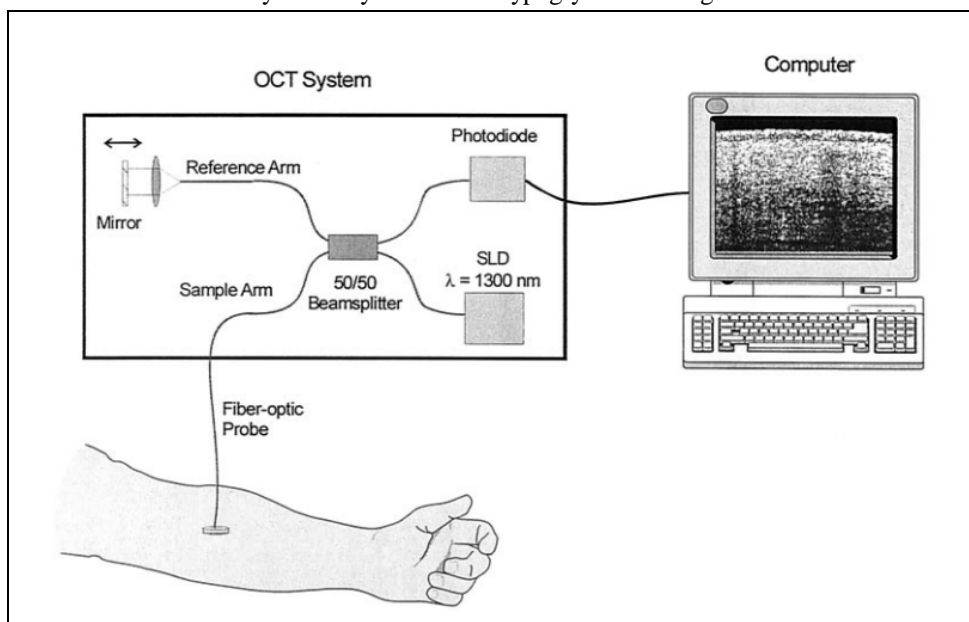 OCT System
Computer
Photodiode
Reference Arm
Mirror
SLD
λ = 1300 nm
50/50
Beamsplitter
Sample Arm
Fiber-optic
Probe